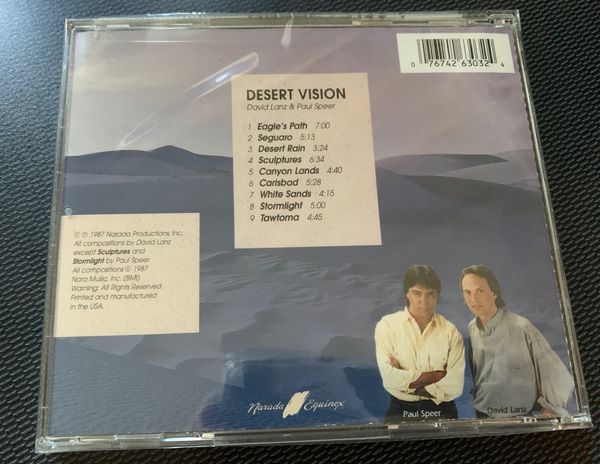 0 76742 63032 4
DESERT VISION
David Lanz & Paul Speer
1 Eagle's Path 7:00
2 Seguaro 5:13
3 Desert Rain 3:24
4 Sculptures 6:34
5 Canyon Lands 4:40
6 Carlsbad 5:28
7 White Sands 4:15
8 Stormlight 5:00
9 Tawtoma 4:45
Ⓒ Ⓟ 1987 Narada Productions, Inc.
All compositions by David Lanz
except Sculptures and
Stormlight by Paul Speer.
All compositions Ⓒ 1987
Nara Music, Inc. (BMI)
Warning: All Rights Reserved.
Printed and manufactured
in the USA.
Narada Equinox
Paul Speer
David Lanz